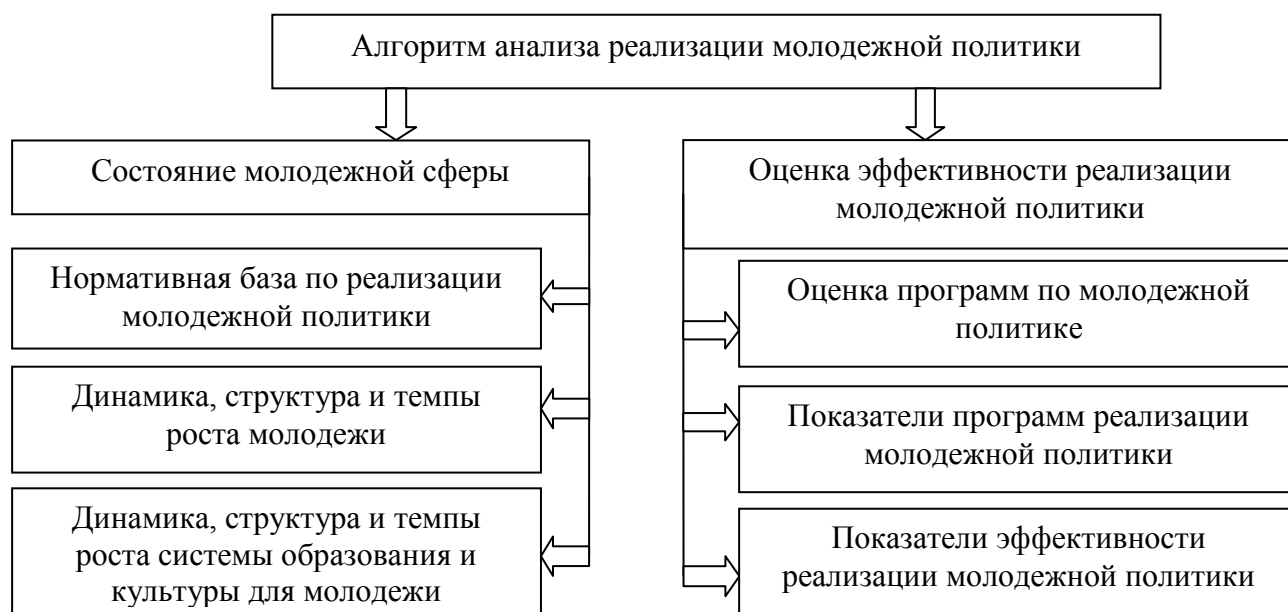 Алгоритм анализа реализации молодежной политики
Состояние молодежной сферы
Нормативная база по реализации
молодежной политики
Динамика, структура и темпы
роста молодежи
Динамика, структура и темпы
роста системы образования и
культуры для молодежи
Оценка эффективности реализации
молодежной политики
Оценка программ по молодежной
политике
Показатели программ реализации
молодежной политики
Показатели эффективности
реализации молодежной политики